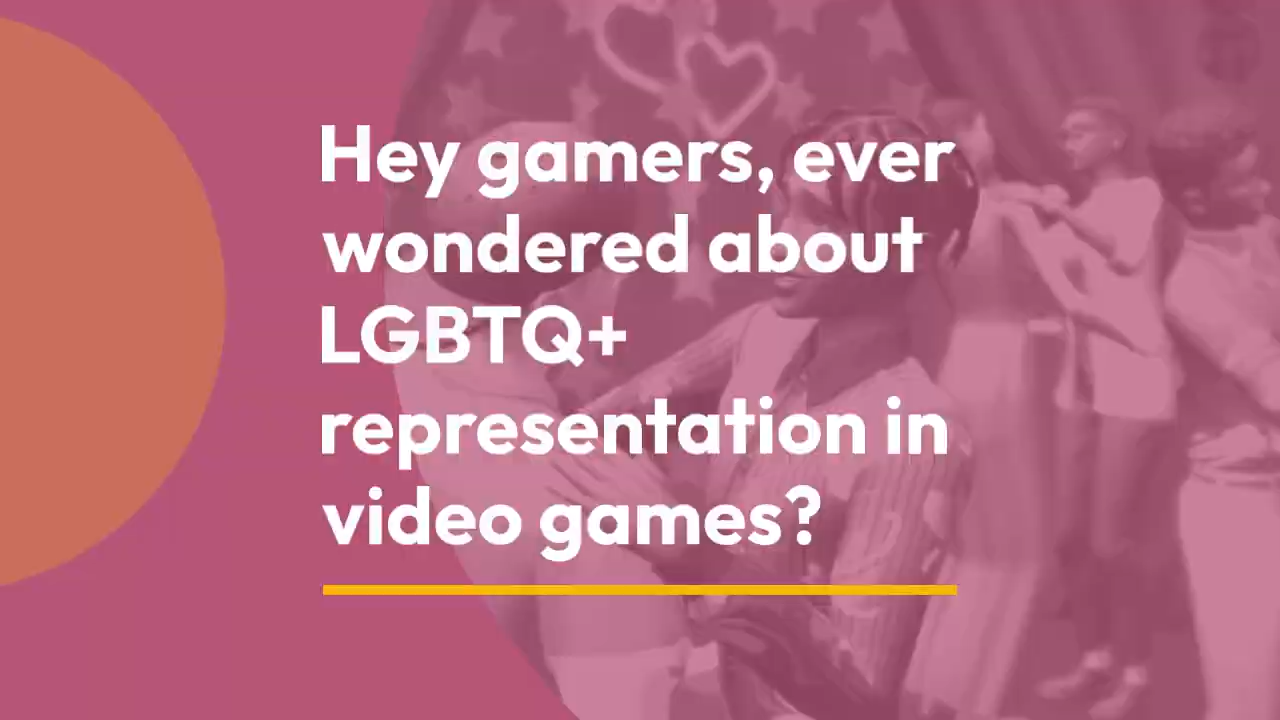 Hey gamers, ever
wondered about
LGBTQ+
representation in
video games?